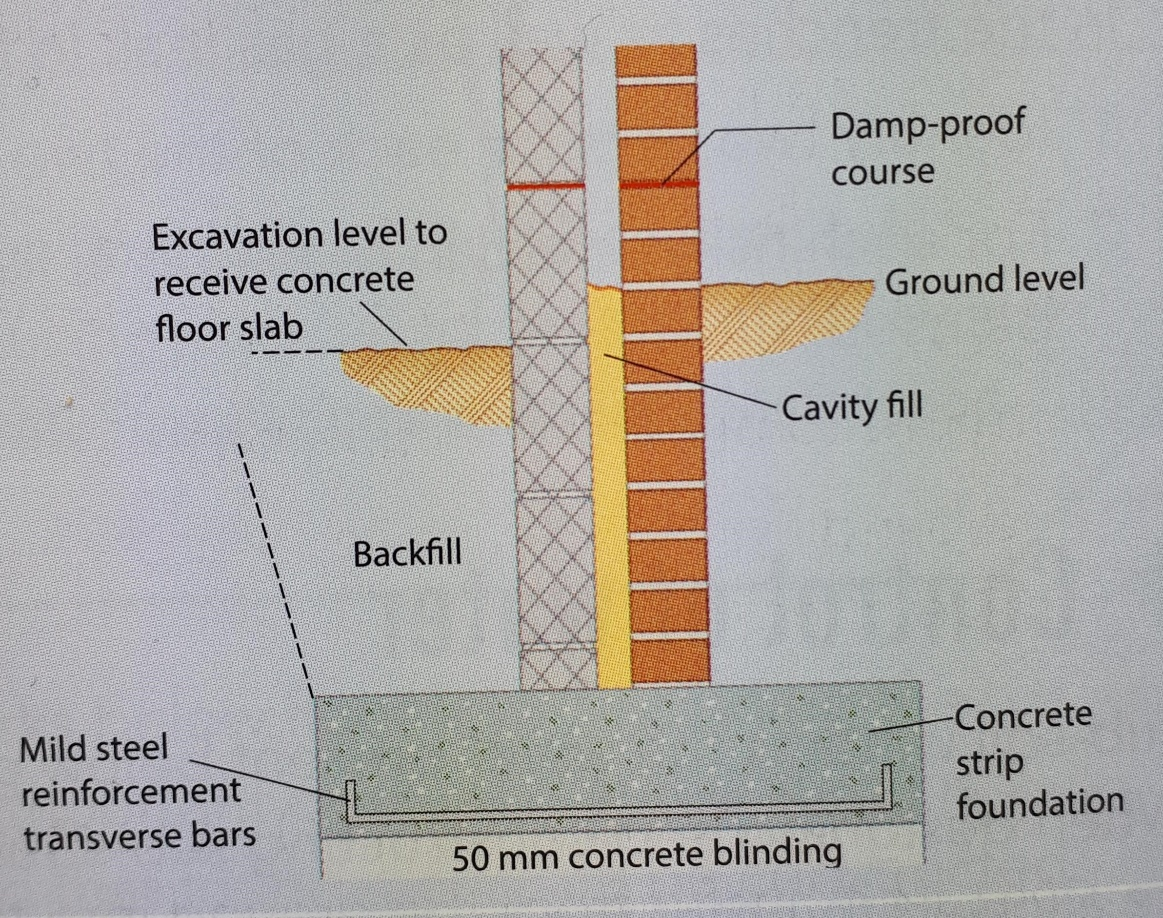 Damp-proof
course
Excavation level to
receive concrete
floor slab
Ground level
Cavity fill
Backfill
Mild steel
reinforcement
transverse bars
Concrete
strip
foundation
50 mm concrete blinding